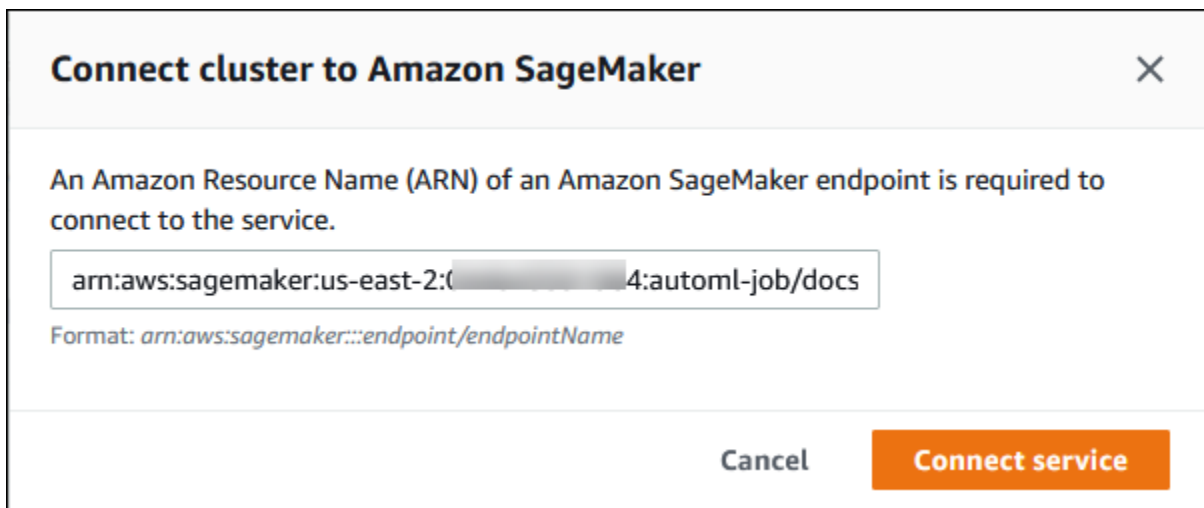 Connect cluster to Amazon SageMaker
An Amazon Resource Name (ARN) of an Amazon SageMaker endpoint is required to
connect to the service.
arn:aws:sagemaker:us-east-2: 4:automl-job/docs
Format: arn:aws:sagemaker:::endpoint/endpointName
Cancel
Connect service